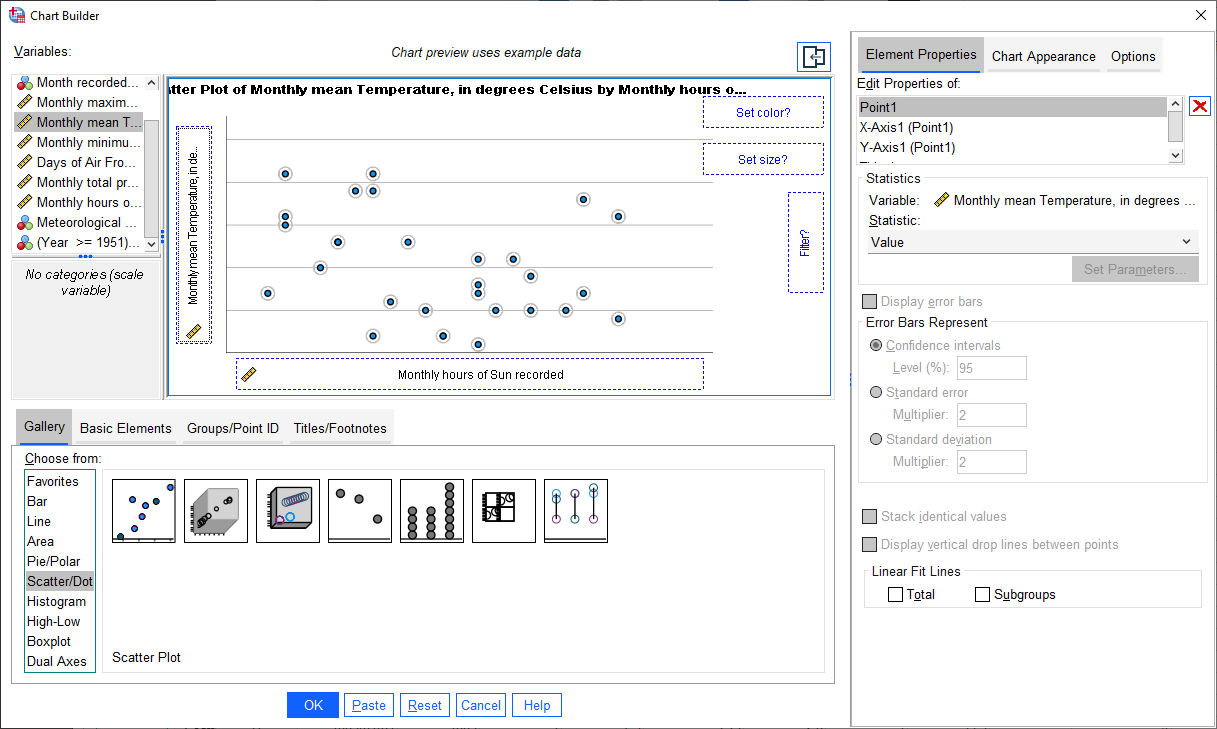 Chart Builder
Variables:
Chart preview uses example data
Month recorded...
Monthly maxim...
Monthly mean T...
Monthly minimu...
Days of Air Fro...
Monthly total pr...
Monthly hours o...
Meteorological ...
(Year >= 1951)...
No categories (scale
variable)
tter Plot of Monthly mean Temperature, in degrees Celsius by Monthly hours o...
Set color?
Set size?
Filter?
Monthly mean Temperature, in de...
Monthly hours of Sun recorded
Gallery
Basic Elements
Groups/Point ID
Titles/Footnotes
Choose from:
Favorites
Bar
Line
Area
Pie/Polar
Scatter/Dot
Histogram
High-Low
Boxplot
Dual Axes
Scatter Plot
OK
Paste
Reset
Cancel
Help
Element Properties
Chart Appearance
Options
Edit Properties of:
Point1
X-Axis1 (Point1)
Y-Axis1 (Point1)
Statistics
Variable:
Monthly mean Temperature, in degrees ...
Statistic:
Value
Set Parameters...
Display error bars
Error Bars Represent
Confidence intervals
Level (%): 95
Standard error
Multiplier: 2
Standard deviation
Multiplier: 2
Stack identical values
Display vertical drop lines between points
Linear Fit Lines
Total
Subgroups